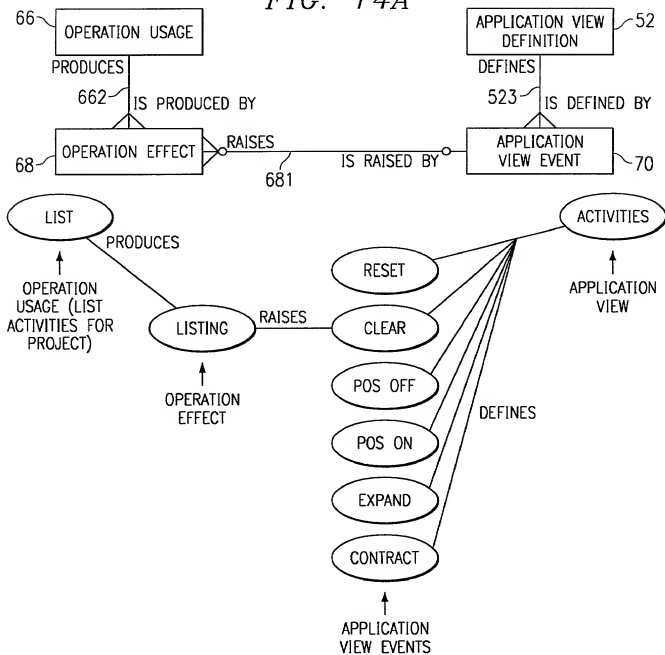 FIG. 74A
66
OPERATION USAGE
APPLICATION VIEW
DEFINITION
52
PRODUCES
DEFINES
662
523
IS PRODUCED BY
IS DEFINED BY
68
OPERATION EFFECT
RAISES
681
IS RAISED BY
APPLICATION
VIEW EVENT
70
LIST
ACTIVITIES
PRODUCES
OPERATION
USAGE (LIST
ACTIVITIES FOR
PROJECT)
LISTING
RAISES
OPERATION
EFFECT
RESET
CLEAR
POS OFF
POS ON
EXPAND
CONTRACT
DEFINES
APPLICATION
VIEW
APPLICATION
VIEW EVENTS